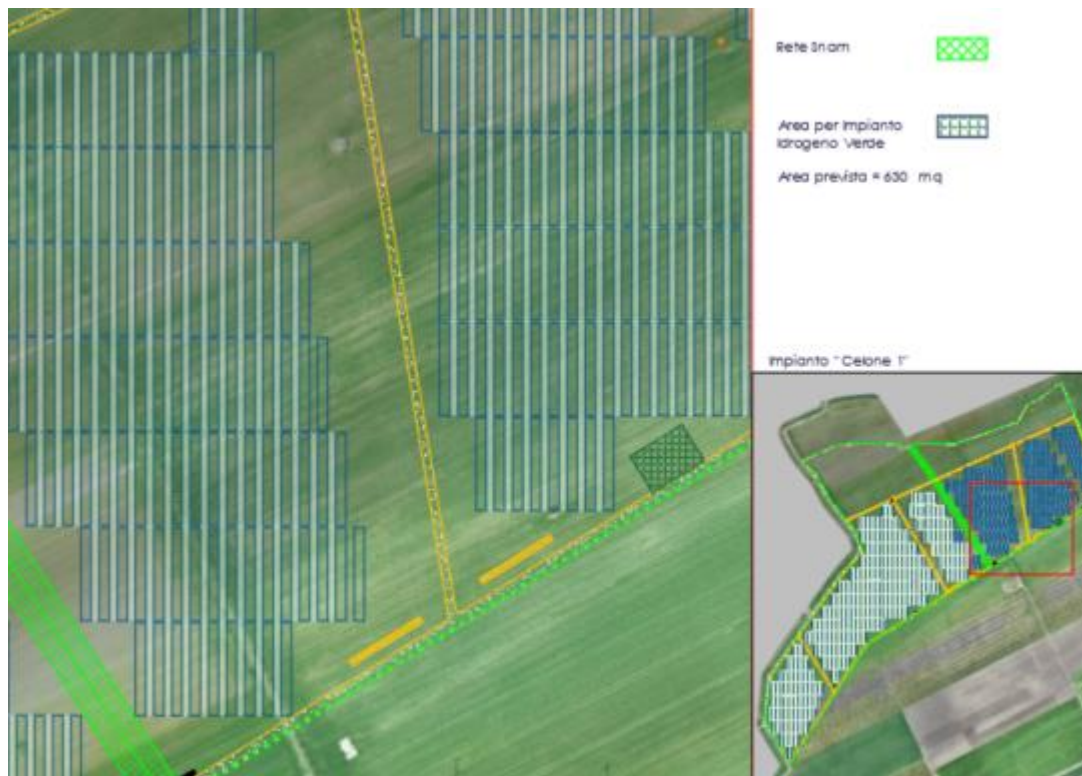 Rete Snam
Area per Impianto
Idrogeno Verde
Area prevista = 630 mq
Impianto "Celone 1"